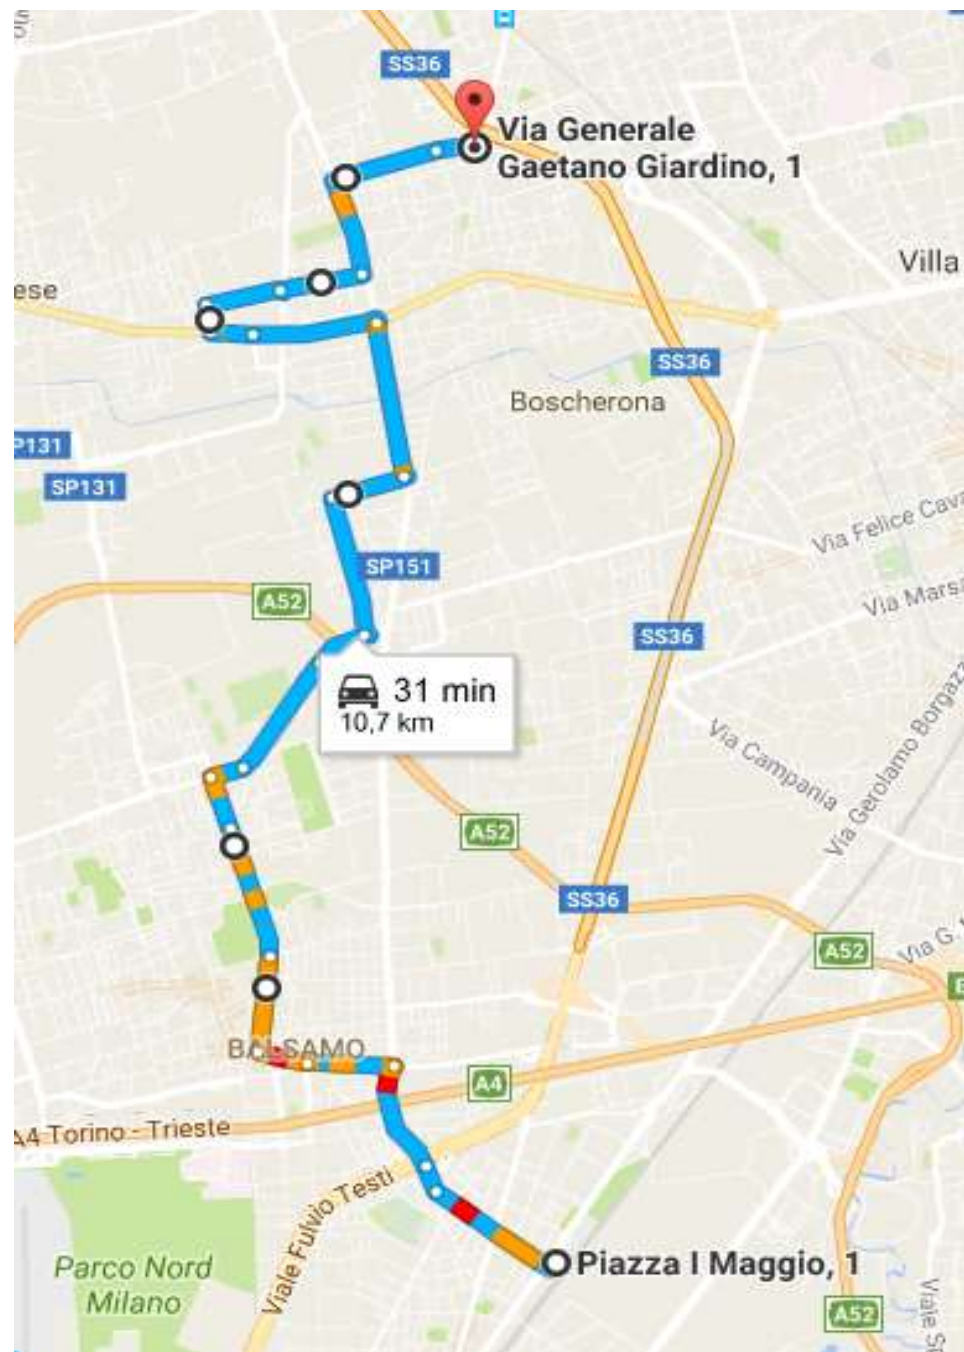 SS36
Via Generale
Gaetano Giardino, 1
Villa
ese
SS36
Boscherona
P131
SP131
Via Felice Cava
SP151
A52
Via Marsa
SS36
31 min
10,7 km
Via Campania
Via Gerolamo Borgazz
A52
SS36
A52
Via G.
BALSAMO
A4
A4 Torino - Trieste
Viale Fulvio Testi
Parco Nord
Milano
Piazza I Maggio, 1
A52
Viale S